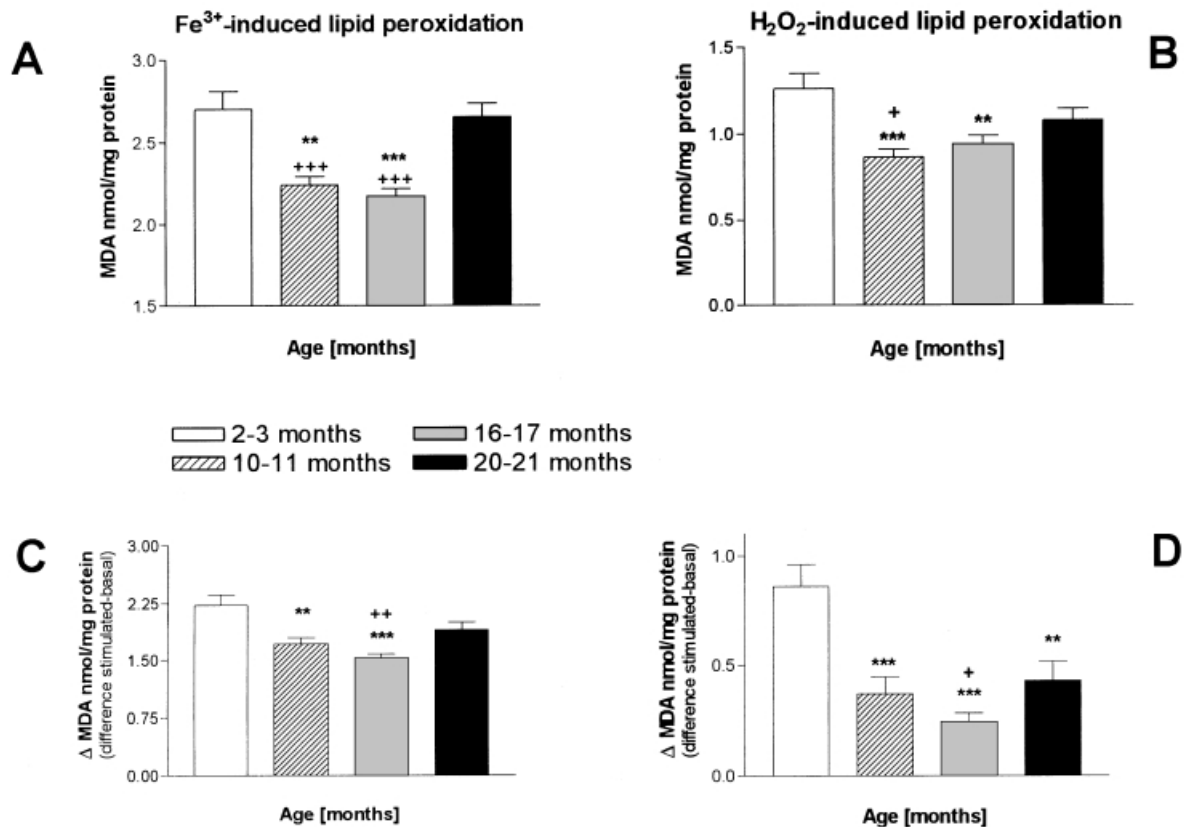 Fe³⁺-induced lipid peroxidation
A
MDA nmol/mg protein
3.0
2.5
2.0
1.5
**
+++
***
+++
Age [months]
H₂O₂-induced lipid peroxidation
B
MDA nmol/mg protein
1.5
1.0
0.5
0.0
+
***
**
Age [months]
2-3 months
16-17 months
10-11 months
20-21 months
C
Δ MDA nmol/mg protein
(difference stimulated-basal)
3.00
2.25
1.50
0.75
0.00
**
++
***
Age [months]
D
Δ MDA nmol/mg protein
(difference stimulated-basal)
1.0
0.5
0.0
***
+
***
**
Age [months]